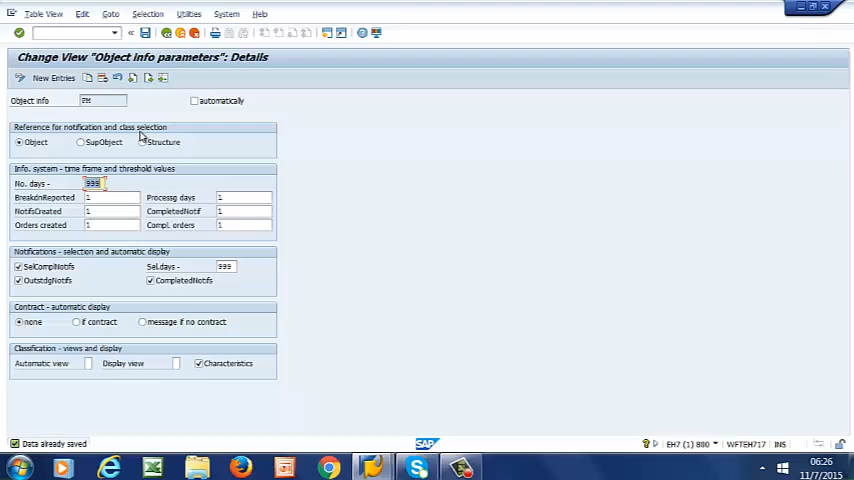 Table View Edit Goto Selection Utilities System Help
Change View "Object info parameters": Details
New Entries
Object info PM automatically
Reference for notification and class selection
Object SupObject Structure
Info. system - time frame and threshold values
No. days - 999
BreakdnReported 1 Processg days 1
NotifsCreated 1 CompletedNotif 1
Orders created 1 Compl. orders 1
Notifications - selection and automatic display
SelComplNotifs Sel.days - 999
OutstdgNotifs CompletedNotifs
Contract - automatic display
none if contract message if no contract
Classification - views and display
Automatic view Display view Characteristics
Data already saved SAP EH7 (1) 800 WFTEH717 INS
06:26
11/7/2015